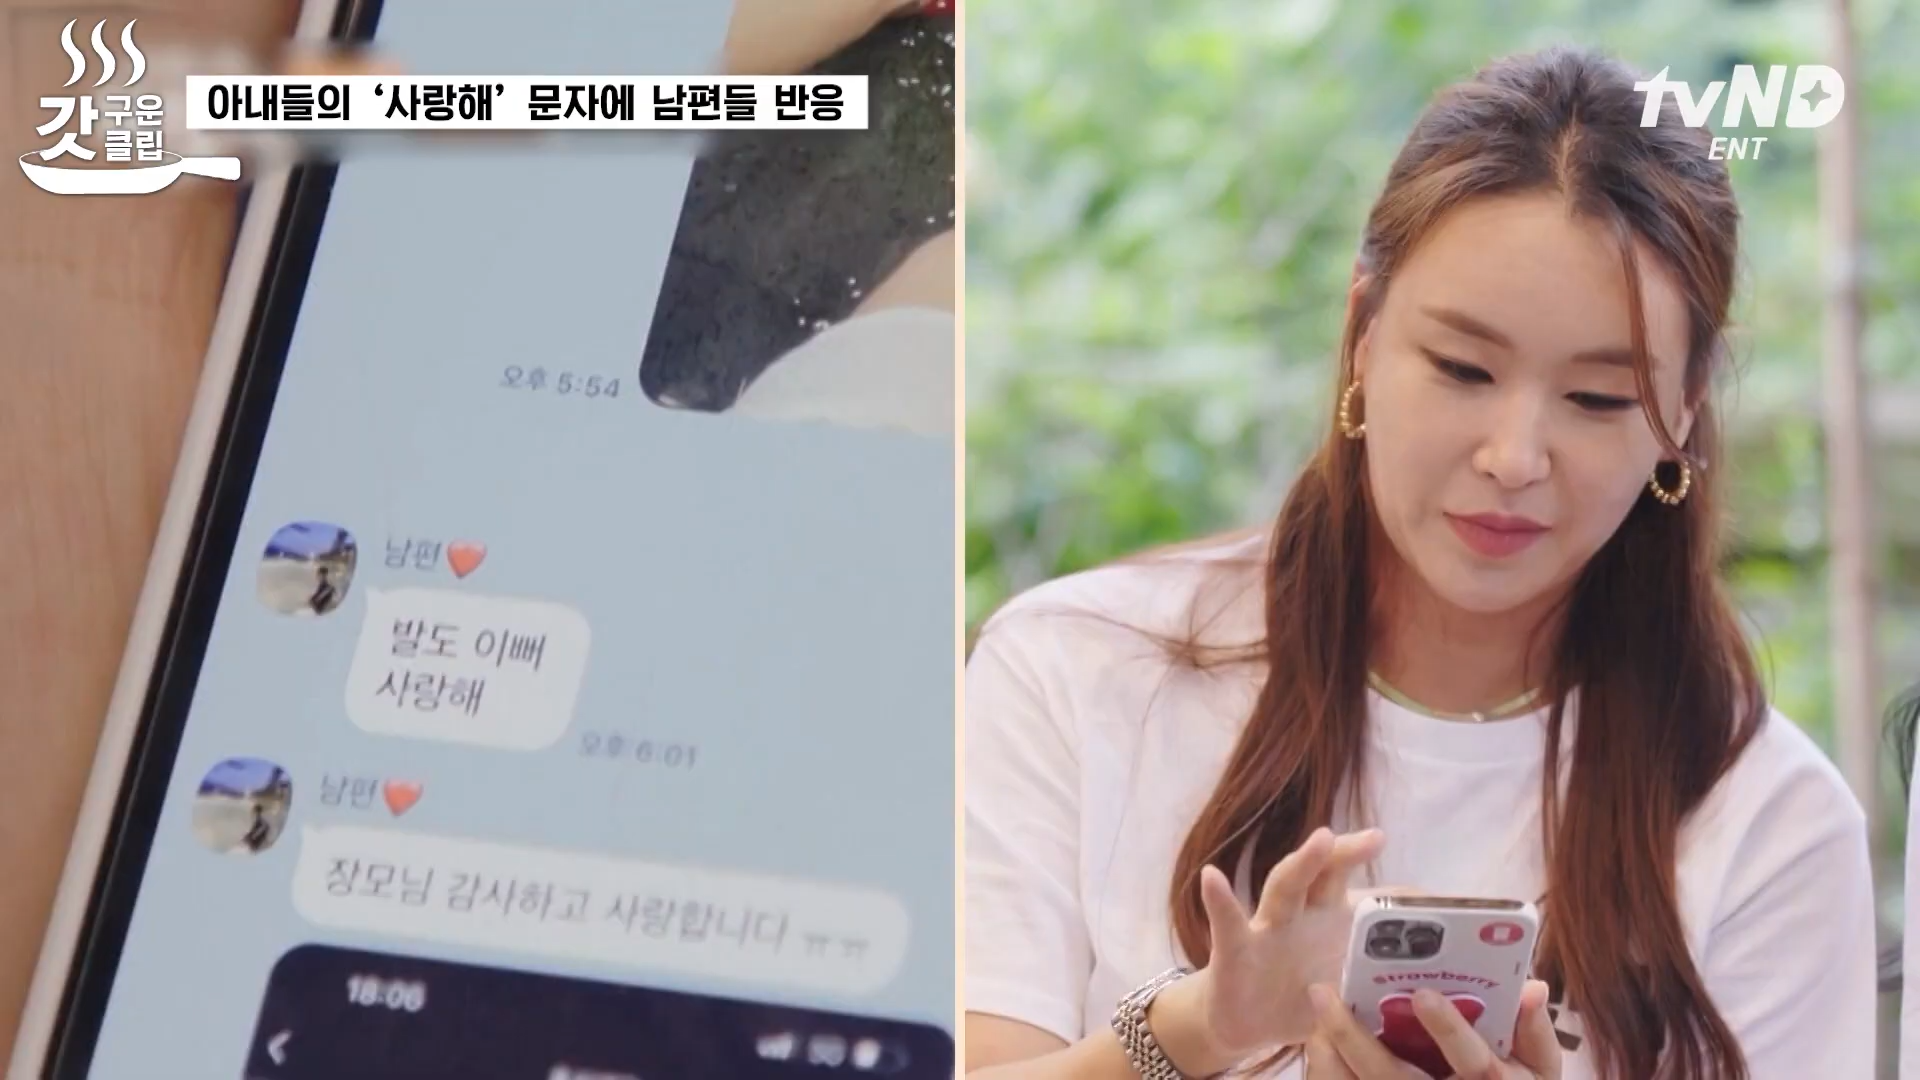 갓구운클립
아내들의 ‘사랑해’ 문자에 남편들 반응
tvND
ENT
오후 5:54
남편❤️
발도 이뻐
사랑해
오후 6:01
남편❤️
장모님 감사하고 사랑합니다 ㅠㅠ
18:06
Strawberry